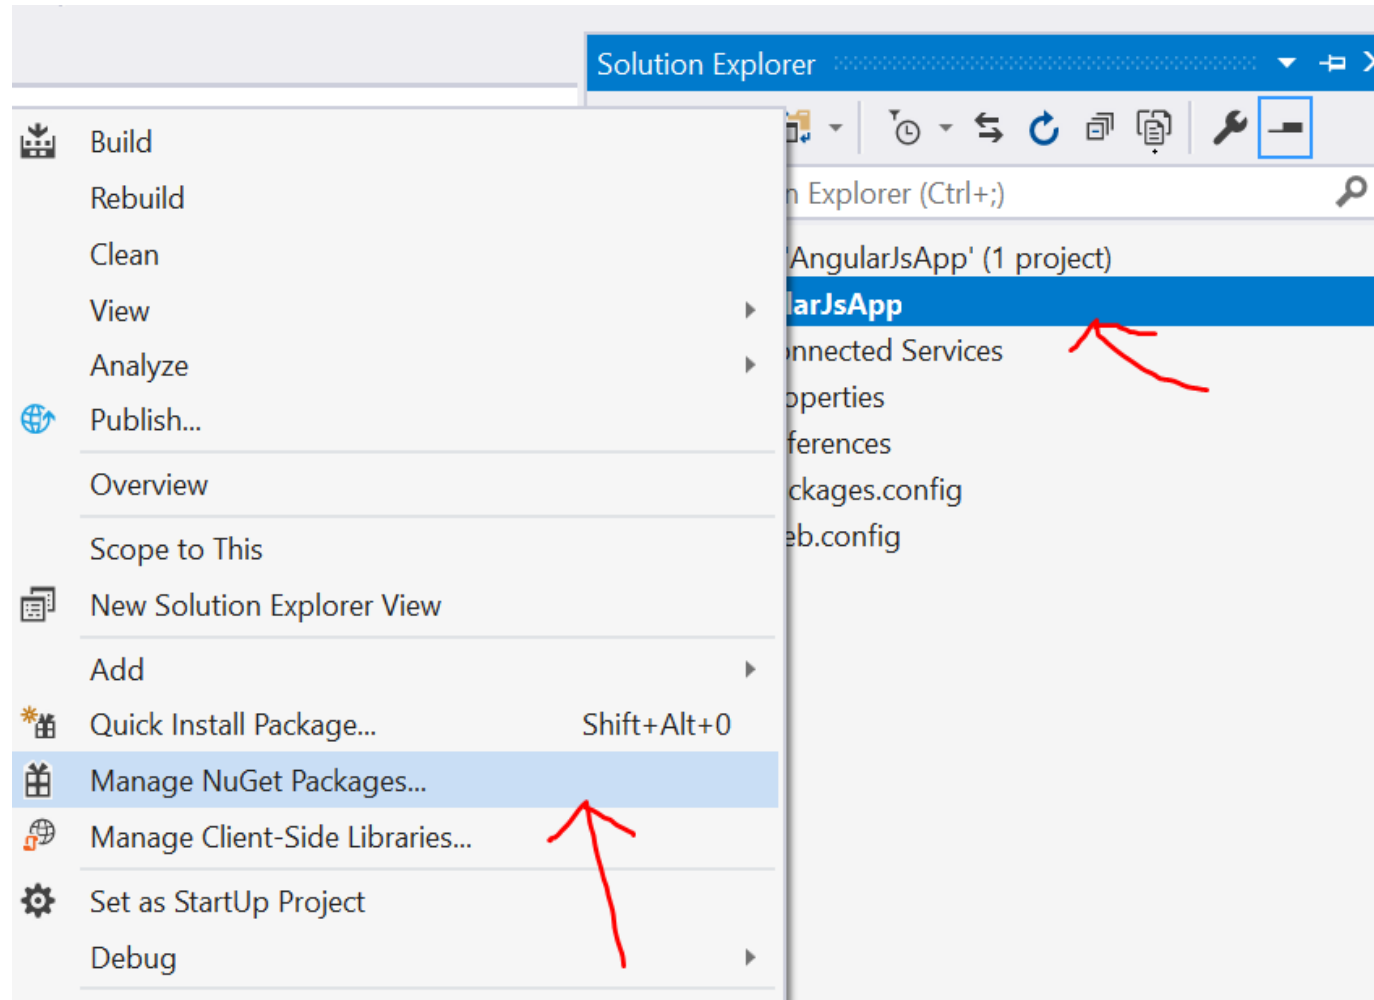 Solution Explorer
Build
Rebuild
Clean
View
Analyze
Publish...
Overview
Scope to This
New Solution Explorer View
Add
Quick Install Package... Shift+Alt+0
Manage NuGet Packages...
Manage Client-Side Libraries...
Set as StartUp Project
Debug
n Explorer (Ctrl+;)
'AngularJsApp' (1 project)
larJsApp
onnected Services
operties
ferences
ckages.config
eb.config